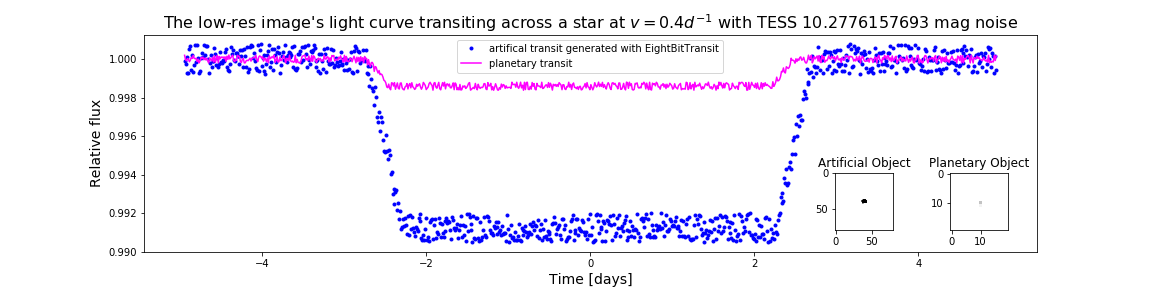 The low-res image's light curve transiting across a star at v = 0.4d⁻¹ with TESS 10.2776157693 mag noise
artifical transit generated with EightBitTransit
planetary transit
Relative flux
1.000
0.998
0.996
0.994
0.992
0.990
−4
−2
0
2
4
Time [days]
Artificial Object
0
50
0
50
Planetary Object
0
10
0
10